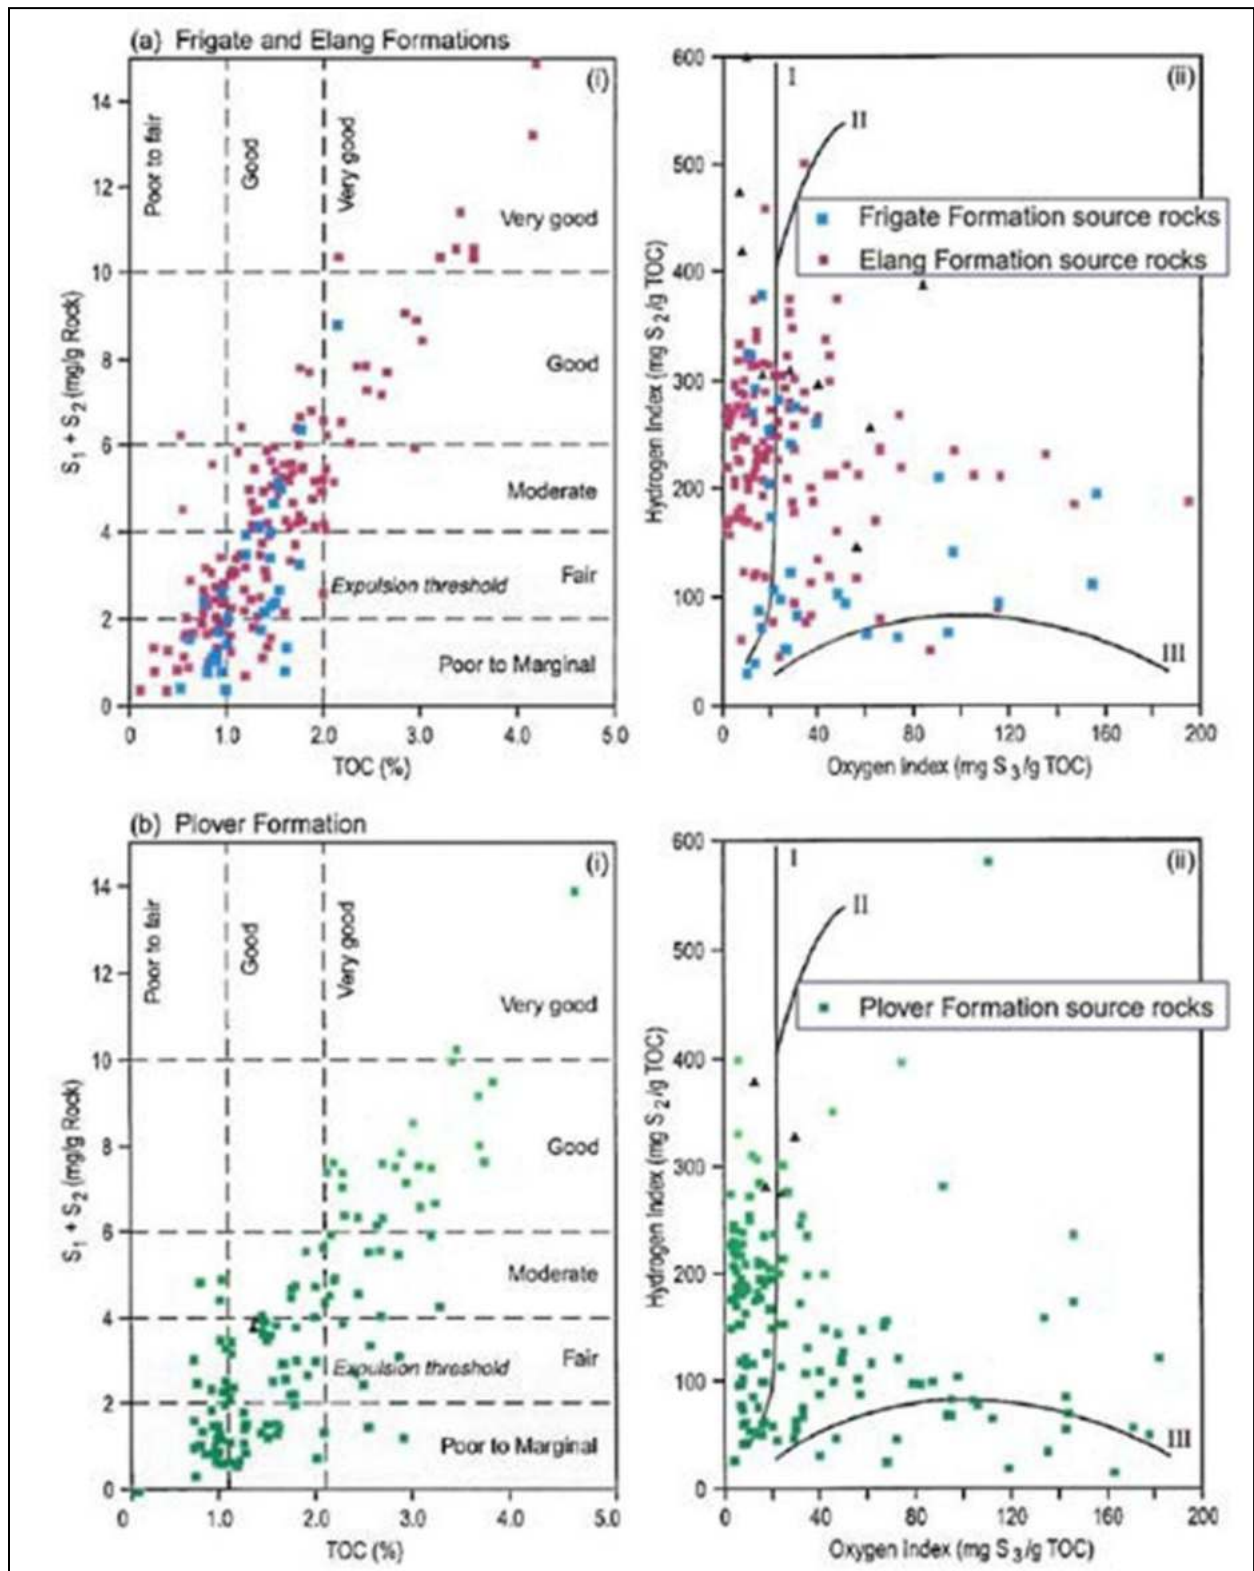 (a) Frigate and Elang Formations
(i)
14
12
10
8
6
4
2
0
S1 + S2 (mg/g Rock)
Poor to fair
Good
Very good
Very good
Good
Moderate
Fair
Expulsion threshold
Poor to Marginal
0 1.0 2.0 3.0 4.0 5.0
TOC (%)
(ii)
600
500
400
300
200
100
0
Hydrogen Index (mg S2/g TOC)
I
II
III
Frigate Formation source rocks
Elang Formation source rocks
0 40 80 120 160 200
Oxygen Index (mg S3/g TOC)
(b) Plover Formation
(i)
14
12
10
8
6
4
2
0
S1 + S2 (mg/g Rock)
Poor to fair
Good
Very good
Very good
Good
Moderate
Fair
Expulsion threshold
Poor to Marginal
0 1.0 2.0 3.0 4.0 5.0
TOC (%)
(ii)
600
500
400
300
200
100
0
Hydrogen Index (mg S2/g TOC)
I
II
III
Plover Formation source rocks
0 40 80 120 160 200
Oxygen Index (mg S3/g TOC)